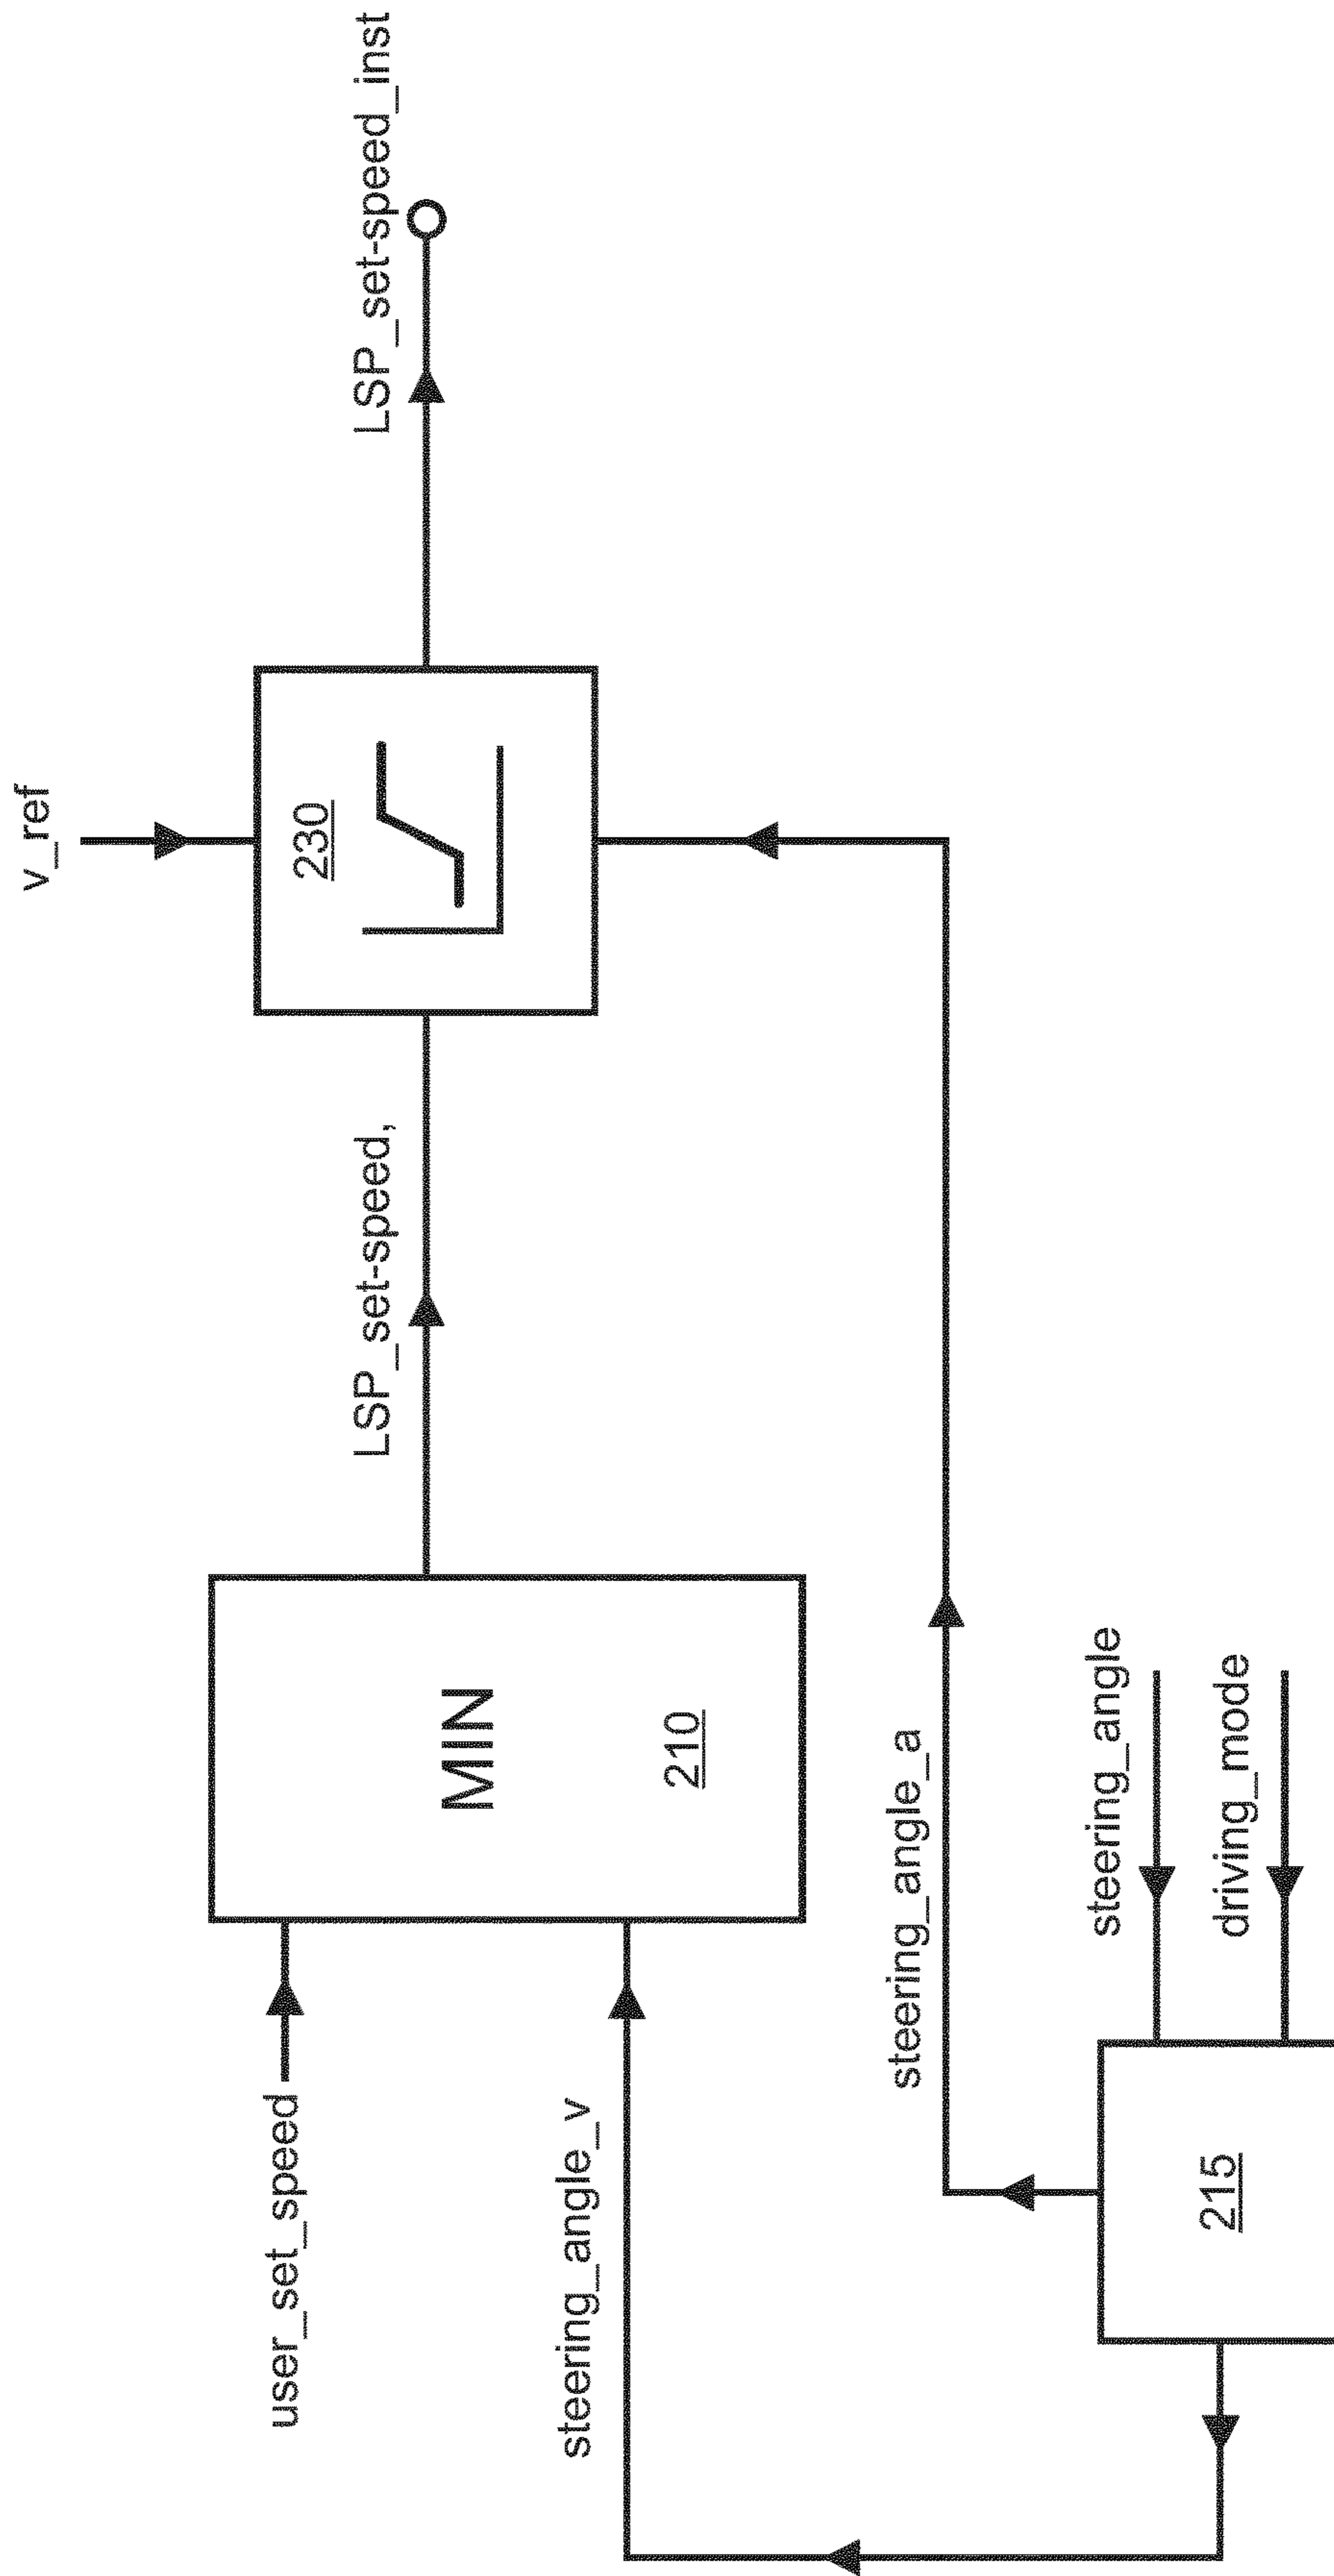 v_ref
LSP_set-speed_inst
230
LSP_set-speed,
MIN
210
user_set_speed
steering_angle_v
steering_angle_a
steering_angle
driving_mode
215